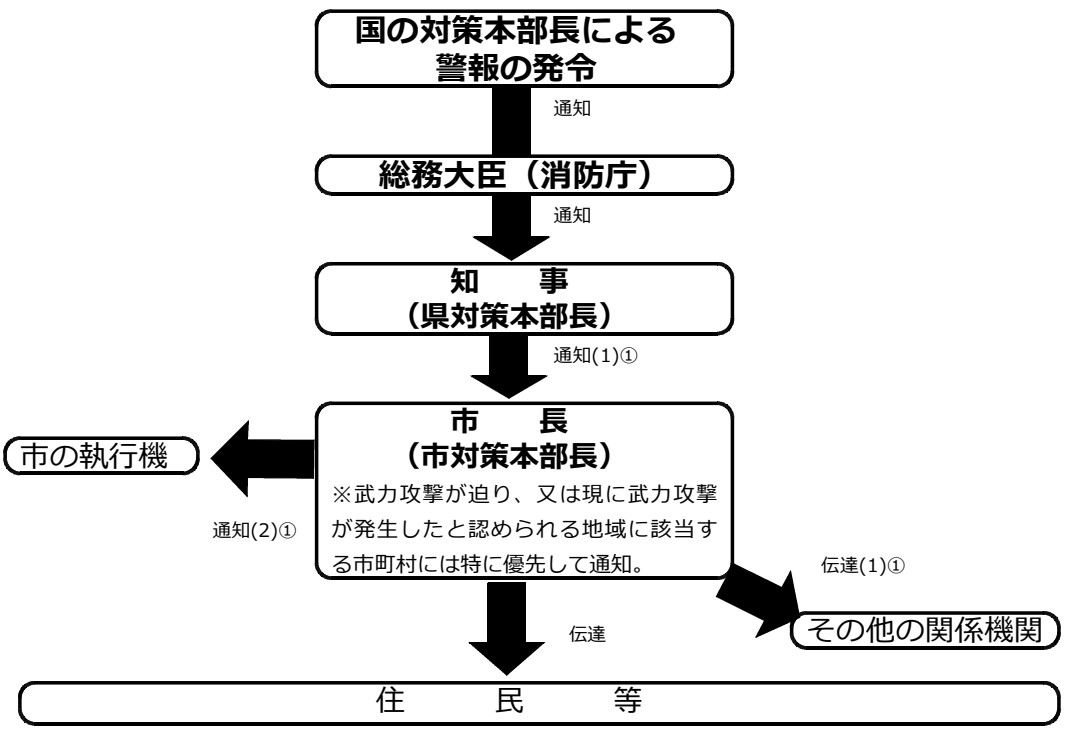 国の対策本部長による
警報の発令
通知
総務大臣（消防庁）
通知
知　　事
（県対策本部長）
通知(1)①
市　　長
（市対策本部長）
※武力攻撃が迫り、又は現に武力攻撃
が発生したと認められる地域に該当す
る市町村には特に優先して通知。
市の執行機
通知(2)①
伝達(1)①
その他の関係機関
伝達
住　　　民　　　等